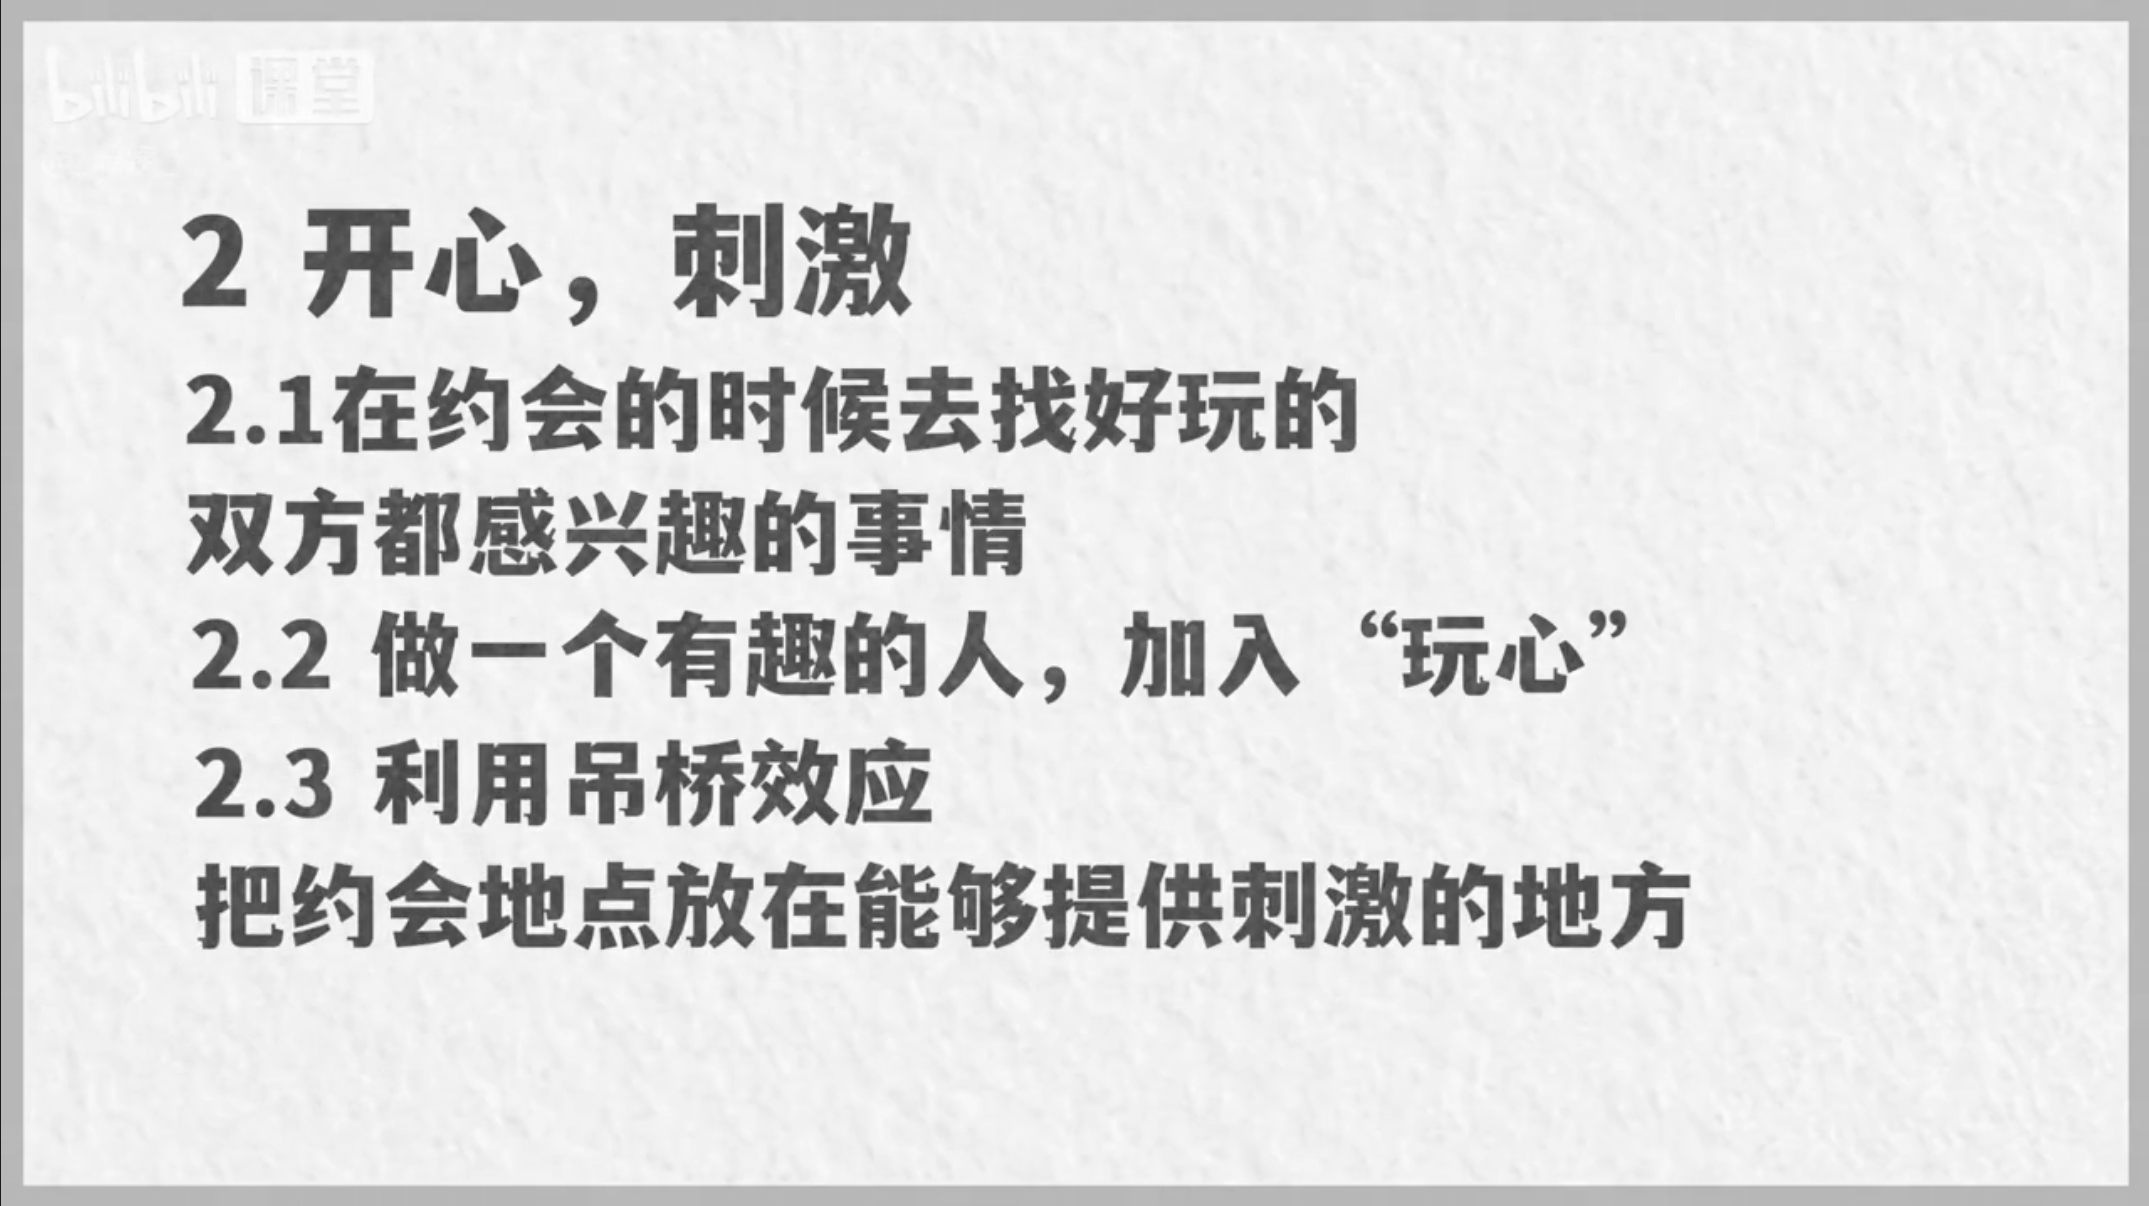 bilibili 课堂
2 开心，刺激
2.1在约会的时候去找好玩的
双方都感兴趣的事情
2.2 做一个有趣的人，加入“玩心”
2.3 利用吊桥效应
把约会地点放在能够提供刺激的地方